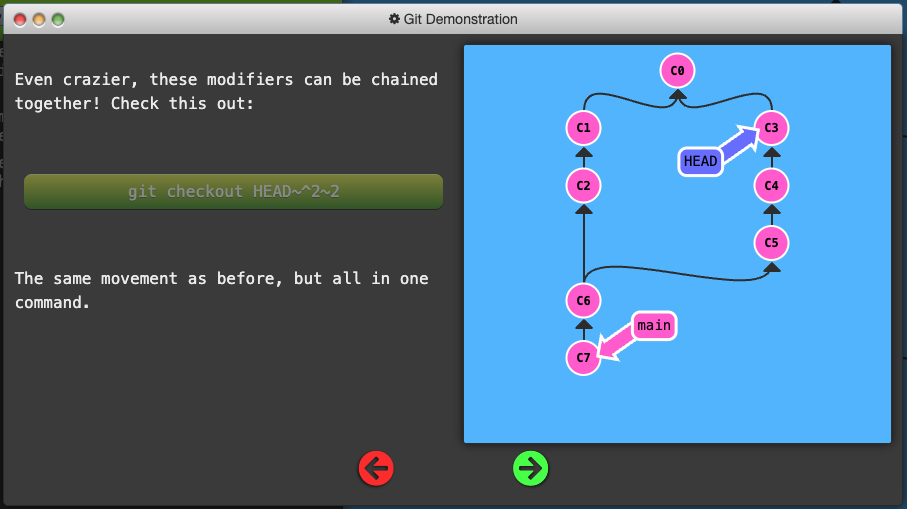 Git Demonstration
Even crazier, these modifiers can be chained
together! Check this out:
git checkout HEAD~^2~2
The same movement as before, but all in one
command.
C0
C1
C3
HEAD
C2
C4
C5
C6
main
C7